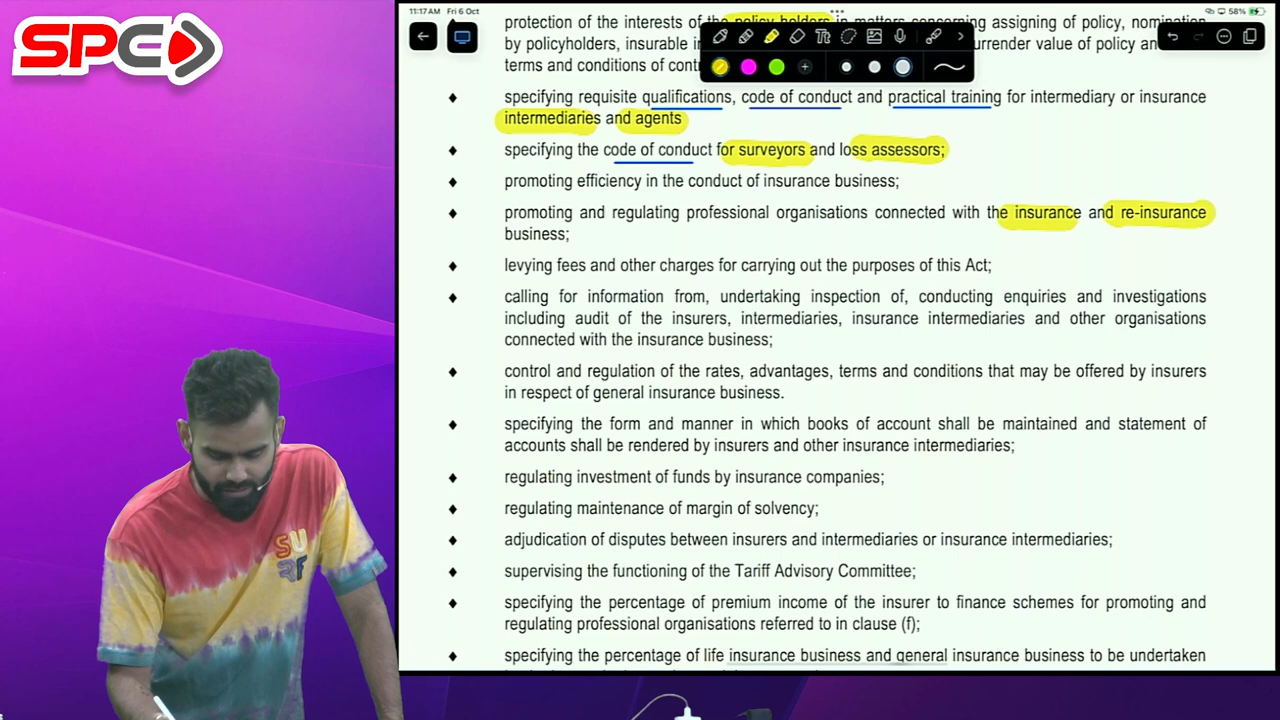 SPC
11:17AM Fri 6 Oct
58%
protection of the interests of the policy holders in matters concerning assigning of policy, nomination
by policyholders, insurable in urrender value of policy an
terms and conditions of cont
Tт
specifying requisite qualifications, code of conduct and practical training for intermediary or insurance
intermediaries and agents
specifying the code of conduct for surveyors and loss assessors;
promoting efficiency in the conduct of insurance business;
promoting and regulating professional organisations connected with the insurance and re-insurance
business;
levying fees and other charges for carrying out the purposes of this Act;
calling for information from, undertaking inspection of, conducting enquiries and investigations
including audit of the insurers, intermediaries, insurance intermediaries and other organisations
connected with the insurance business;
control and regulation of the rates, advantages, terms and conditions that may be offered by insurers
in respect of general insurance business.
specifying the form and manner in which books of account shall be maintained and statement of
accounts shall be rendered by insurers and other insurance intermediaries;
regulating investment of funds by insurance companies;
regulating maintenance of margin of solvency;
adjudication of disputes between insurers and intermediaries or insurance intermediaries;
supervising the functioning of the Tariff Advisory Committee;
specifying the percentage of premium income of the insurer to finance schemes for promoting and
regulating professional organisations referred to in clause (f);
specifying the percentage of life insurance business and general insurance business to be undertaken
SU
RF